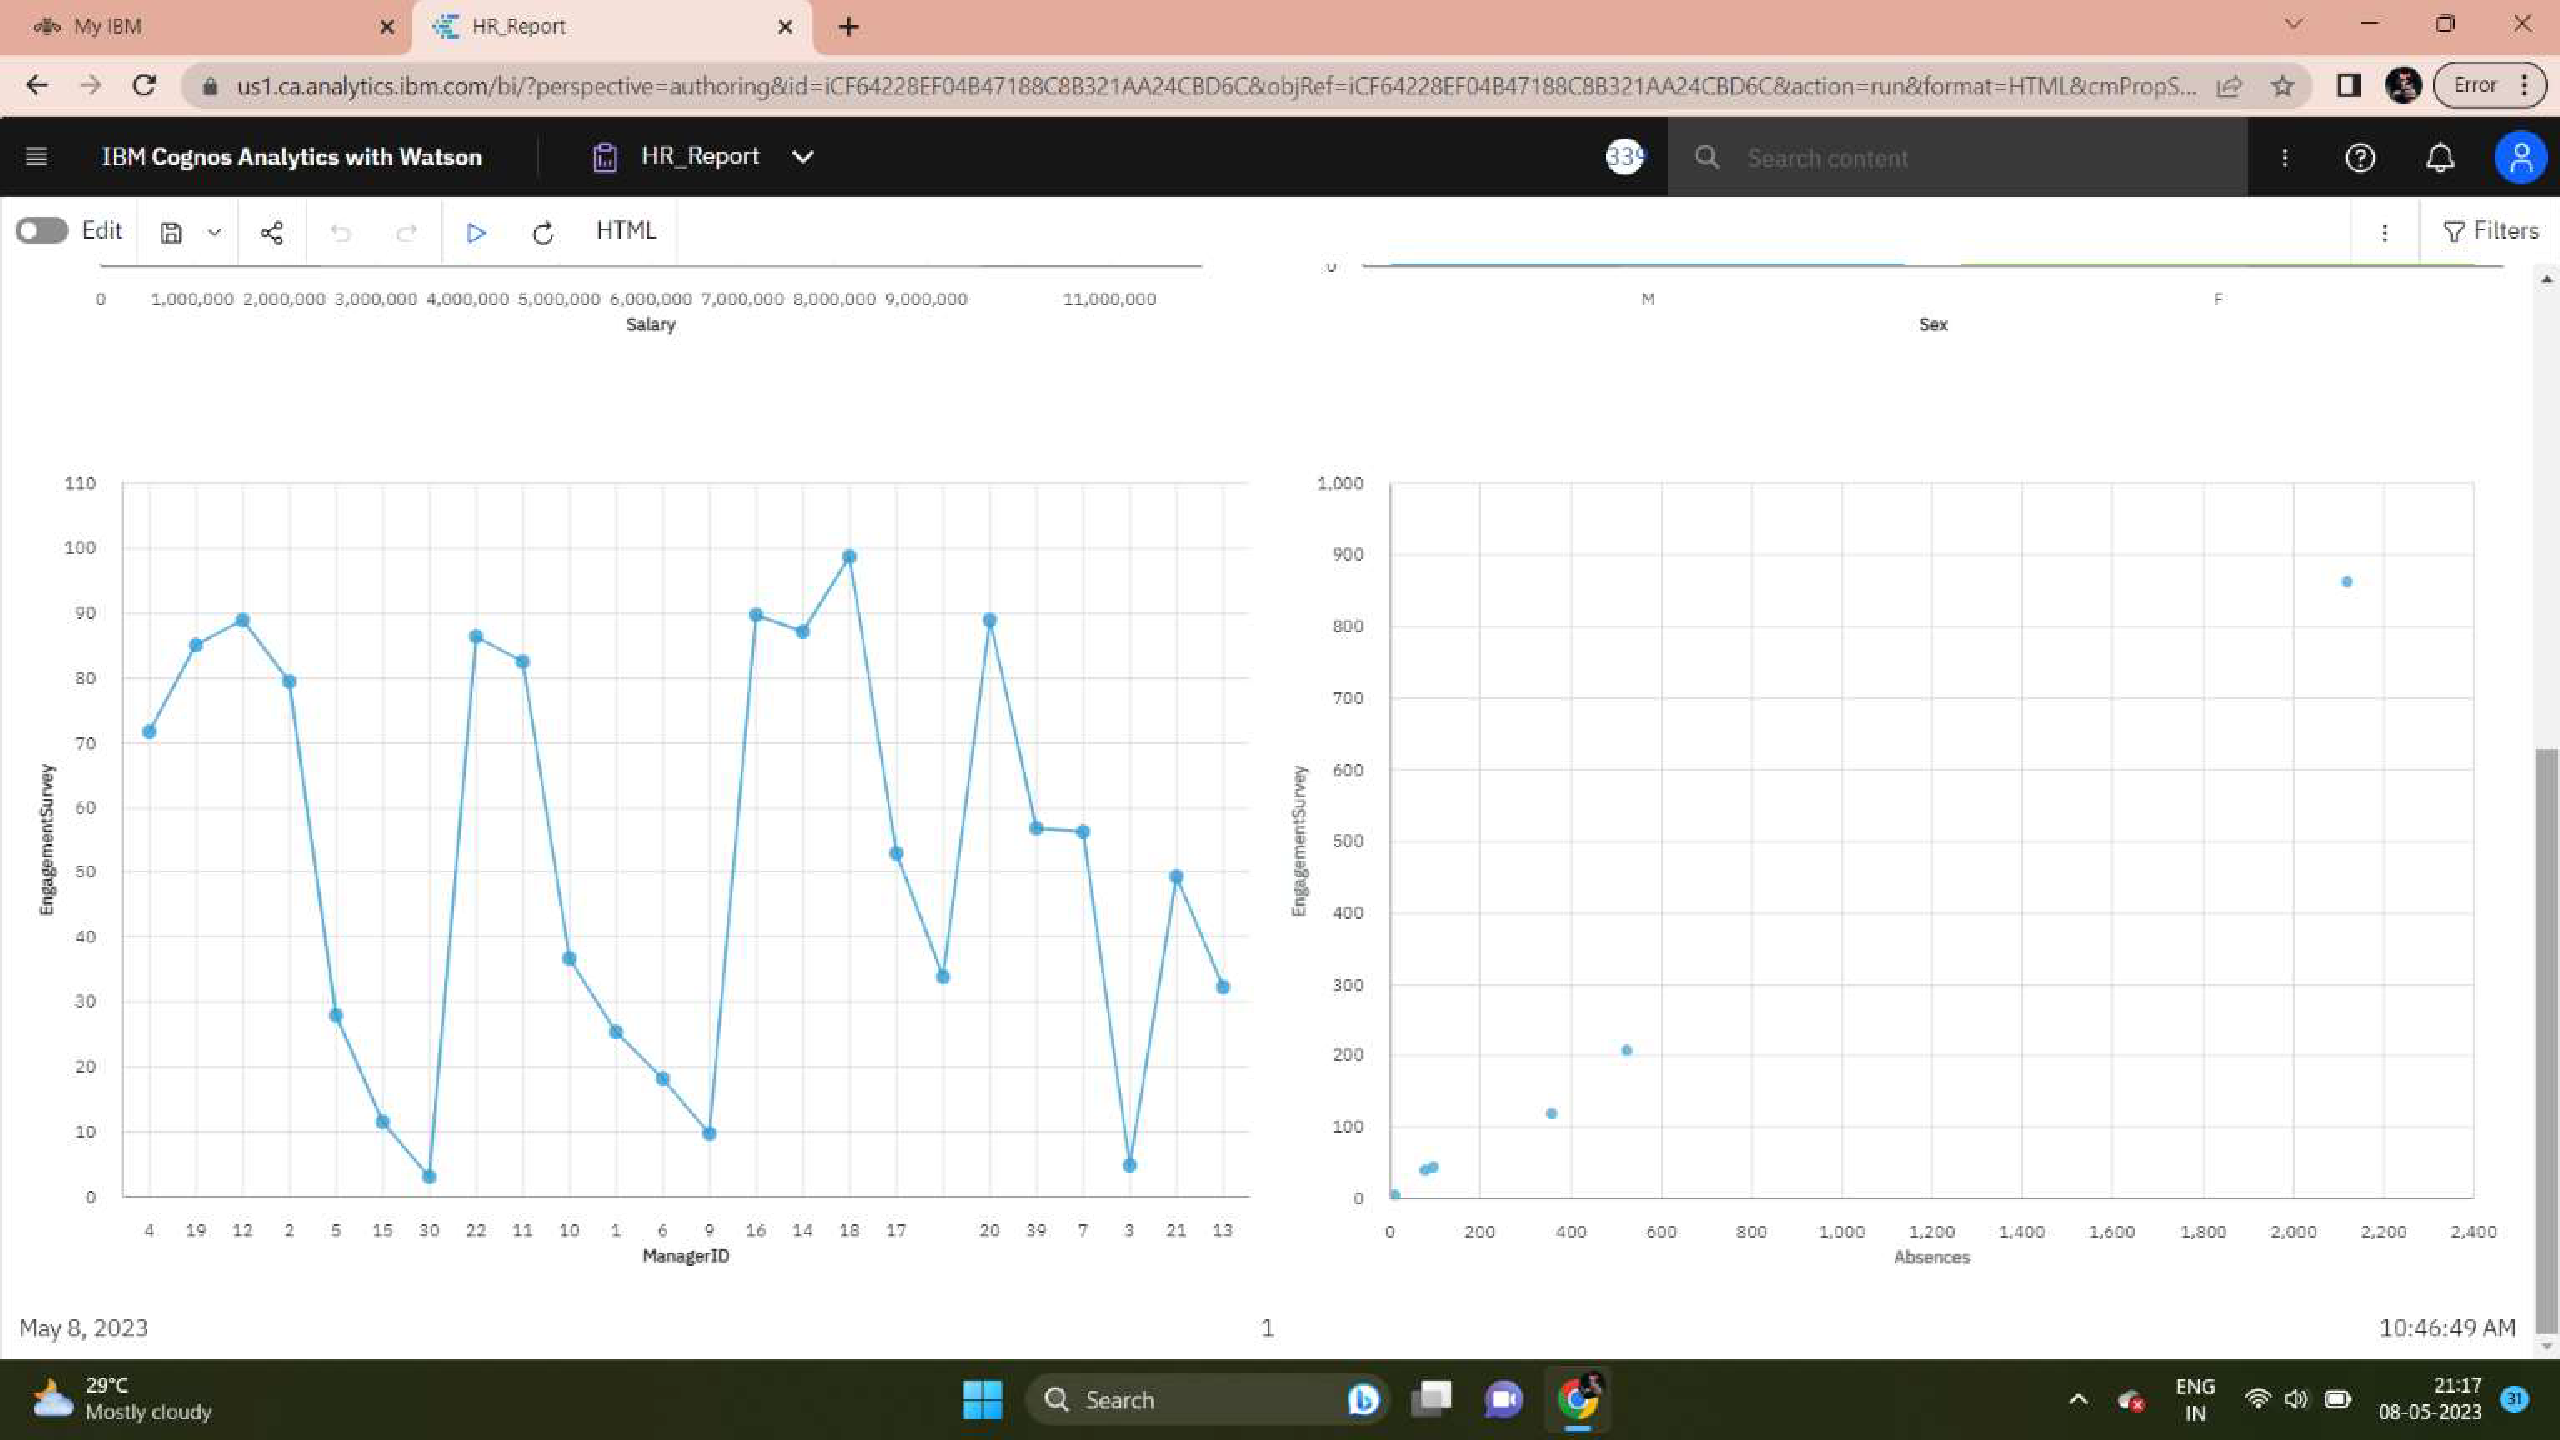 My IBM
HR_Report
us1.ca.analytics.ibm.com/bi/?perspective=authoring&id=iCF64228EF04B47188C8B321AA24CBD6C&objRef=iCF64228EF04B47188C8B321AA24CBD6C&action=run&format=HTML&cmPropS...
Error
IBM Cognos Analytics with Watson
HR_Report
339
Search content
Edit
HTML
Filters
0 1,000,000 2,000,000 3,000,000 4,000,000 5,000,000 6,000,000 7,000,000 8,000,000 9,000,000 11,000,000
Salary
0
M F
Sex
110
100
90
80
70
60
50
40
30
20
10
0
EngagementSurvey
4 19 12 2 5 15 30 22 11 10 1 6 9 16 14 18 17 20 39 7 3 21 13
ManagerID
1,000
900
800
700
600
500
400
300
200
100
0
EngagementSurvey
0 200 400 600 800 1,000 1,200 1,400 1,600 1,800 2,000 2,200 2,400
Absences
May 8, 2023
1
10:46:49 AM
29°C
Mostly cloudy
Search
ENG
IN
21:17
08-05-2023
31